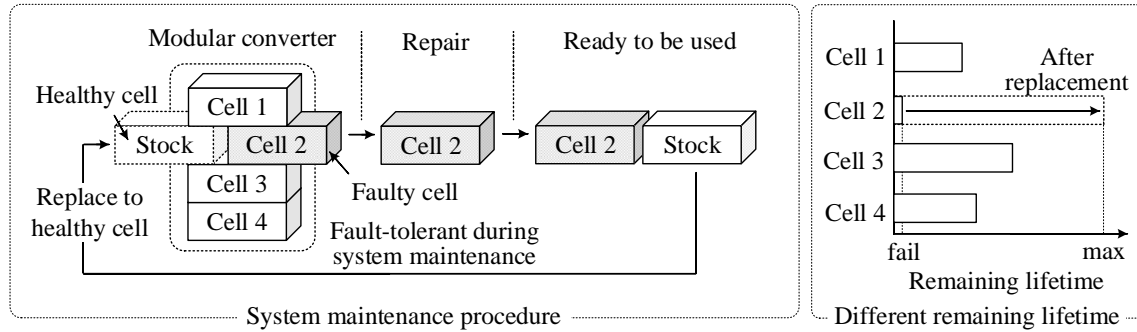 Modular converter
Repair
Ready to be used
Healthy cell
Cell 1
Stock
Cell 2
Cell 2
Cell 2
Stock
Cell 3
Faulty cell
Cell 4
Replace to
healthy cell
Fault-tolerant during
system maintenance
System maintenance procedure
Cell 1
After
replacement
Cell 2
Cell 3
Cell 4
fail
max
Remaining lifetime
Different remaining lifetime